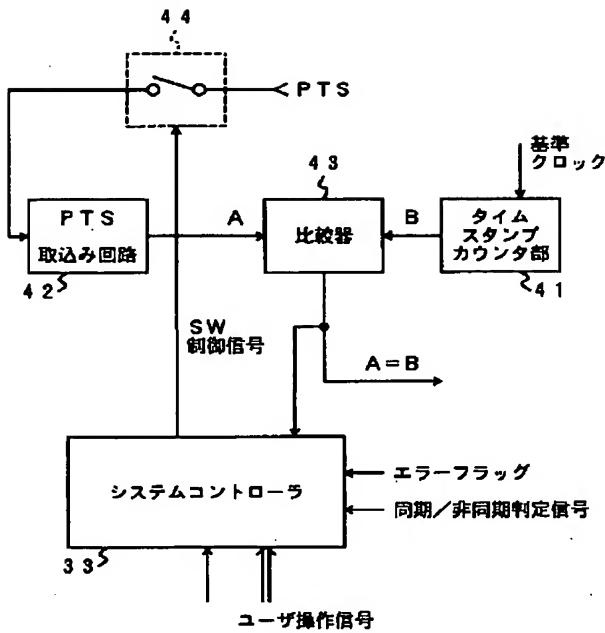 44
PTS
43
基準
クロック
PTS
取込み回路
A
比較器
B
タイム
スタンプ
カウンタ部
42
41
SW
制御信号
A=B
システムコントローラ
エラーフラッグ
同期/非同期判定信号
33
ユーザ操作信号